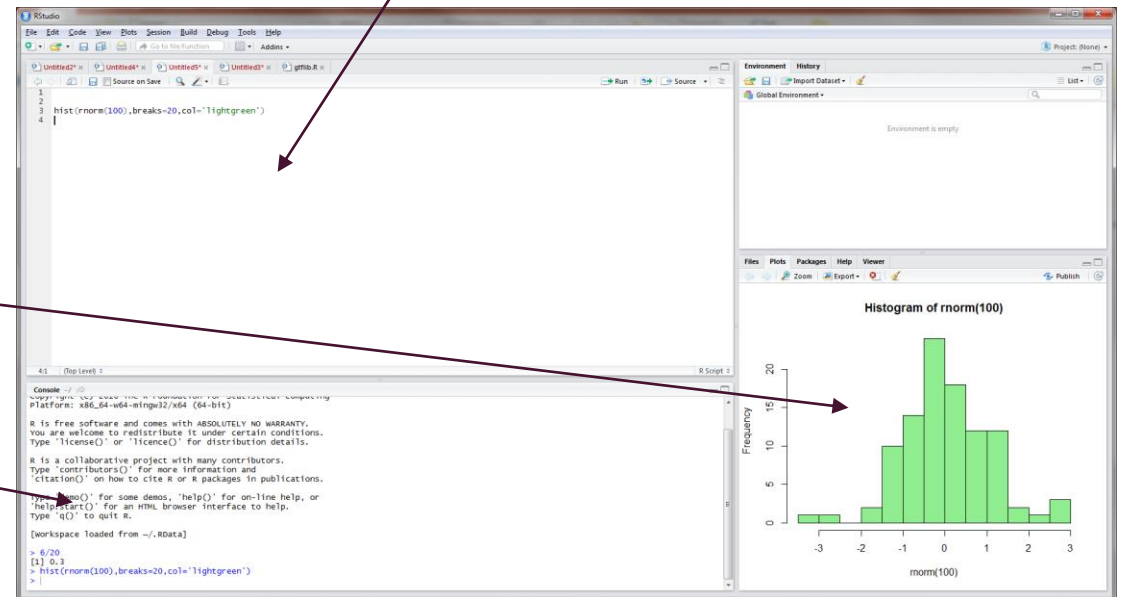 RStudio
File Edit Code View Plots Session Build Debug Tools Help
Go to file/function Addins
Project: (None)
Untitled2* Untitled4* Untitled5* Untitled3* gtflib.R
Source on Save Run Source
1
2
3 hist(rnorm(100),breaks=20,col='lightgreen')
4
4:1 (Top Level) R Script
Console ~/
Platform: x86_64-w64-mingw32/x64 (64-bit)
R is free software and comes with ABSOLUTELY NO WARRANTY.
You are welcome to redistribute it under certain conditions.
Type 'license()' or 'licence()' for distribution details.
R is a collaborative project with many contributors.
Type 'contributors()' for more information and
'citation()' on how to cite R or R packages in publications.
Type 'demo()' for some demos, 'help()' for on-line help, or
'help.start()' for an HTML browser interface to help.
Type 'q()' to quit R.
[Workspace loaded from ~/.RData]
> 6/20
[1] 0.3
> hist(rnorm(100),breaks=20,col='lightgreen')
>
Environment History
Import Dataset List
Global Environment
Environment is empty
Files Plots Packages Help Viewer
Zoom Export Publish
Histogram of rnorm(100)
Frequency
20
15
10
5
0
-3 -2 -1 0 1 2 3
rnorm(100)